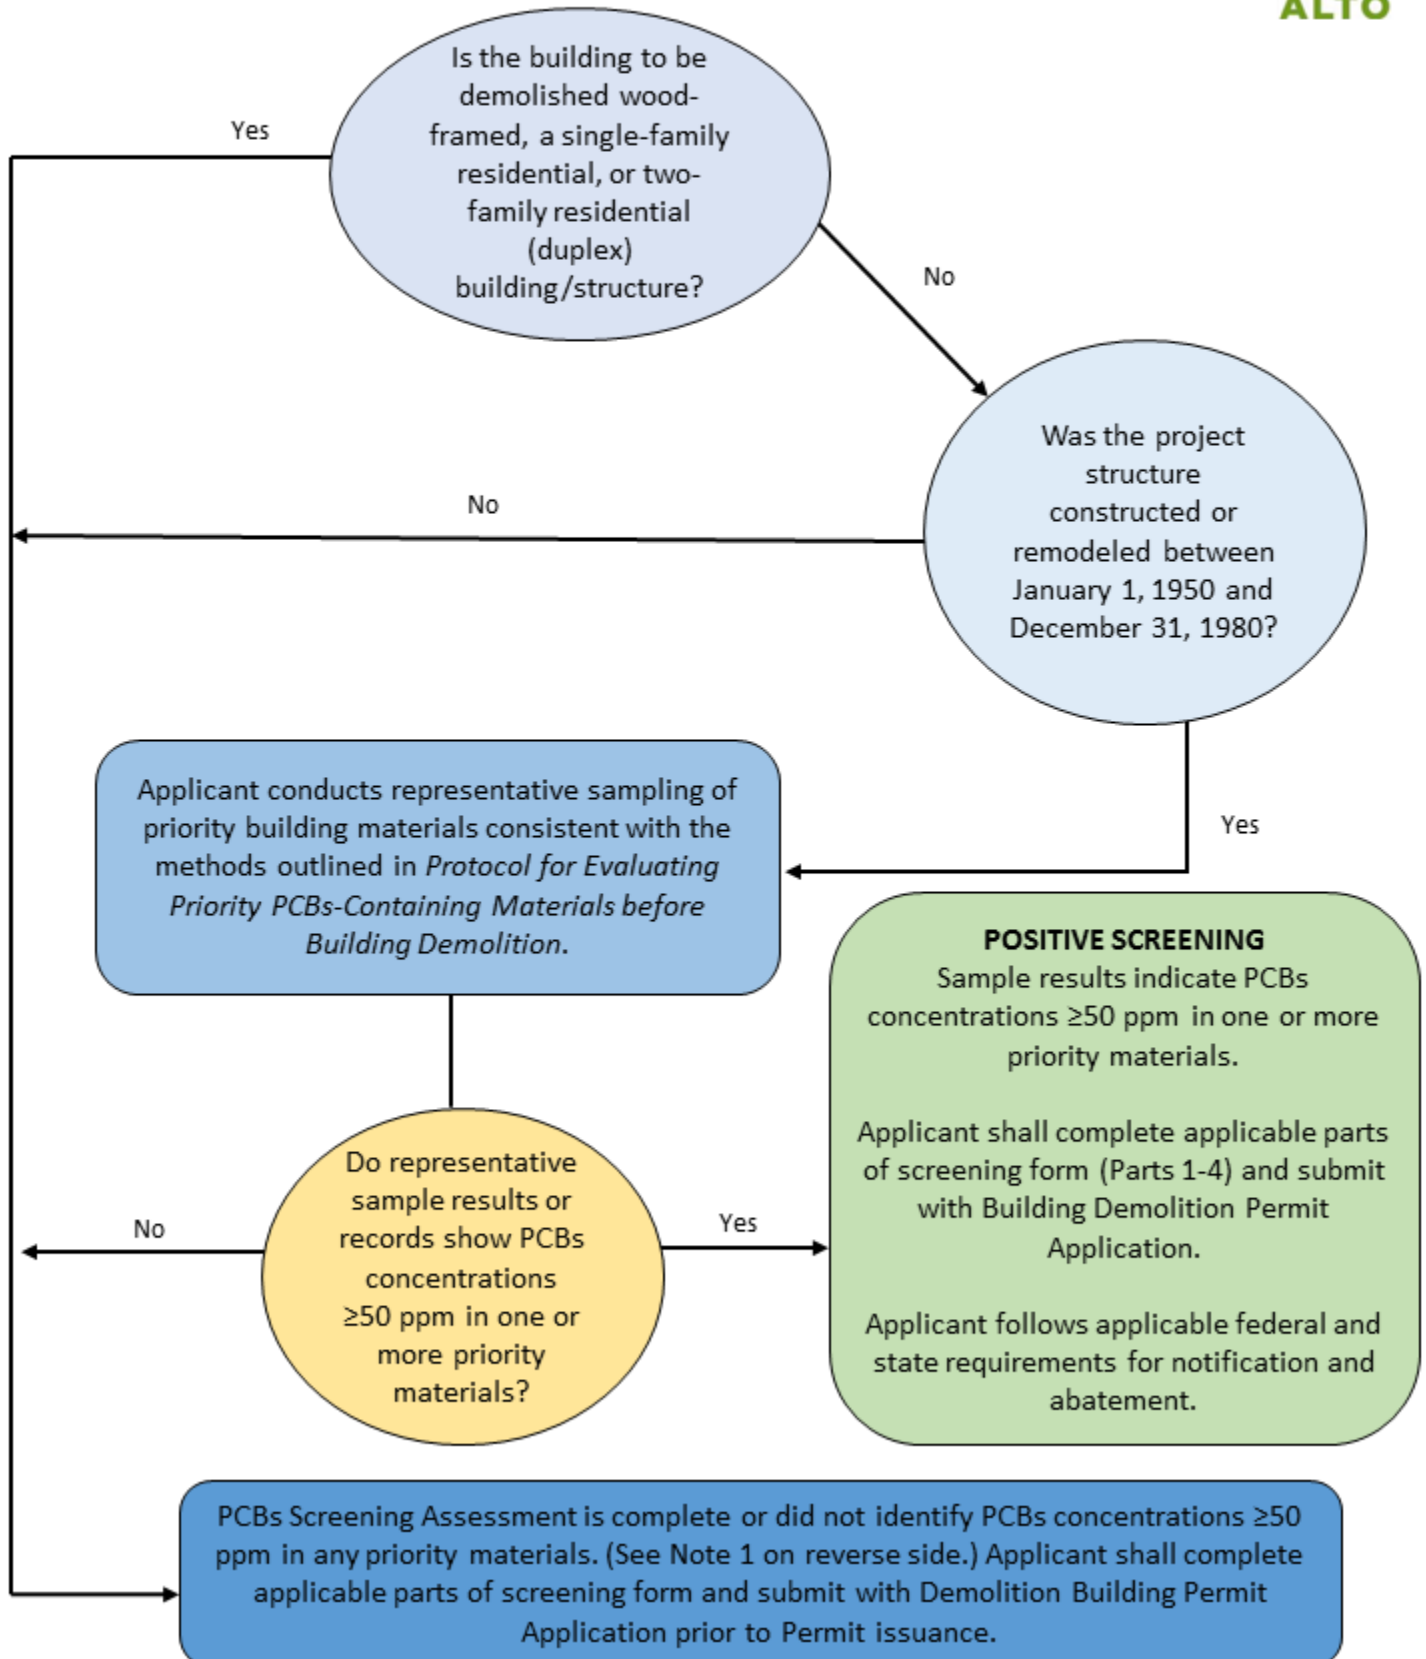 ALTO
Is the building to be
demolished wood-
framed, a single-family
residential, or two-
family residential
(duplex)
building/structure?
Yes
No
Was the project
structure
constructed or
remodeled between
January 1, 1950 and
December 31, 1980?
No
Yes
Applicant conducts representative sampling of
priority building materials consistent with the
methods outlined in Protocol for Evaluating
Priority PCBs-Containing Materials before
Building Demolition.
POSITIVE SCREENING
Sample results indicate PCBs
concentrations ≥50 ppm in one or more
priority materials.
Applicant shall complete applicable parts
of screening form (Parts 1-4) and submit
with Building Demolition Permit
Application.
Applicant follows applicable federal and
state requirements for notification and
abatement.
Do representative
sample results or
records show PCBs
concentrations
≥50 ppm in one or
more priority
materials?
No
Yes
PCBs Screening Assessment is complete or did not identify PCBs concentrations ≥50
ppm in any priority materials. (See Note 1 on reverse side.) Applicant shall complete
applicable parts of screening form and submit with Demolition Building Permit
Application prior to Permit issuance.